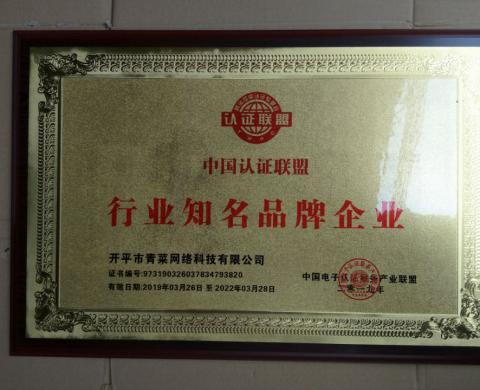 认证联盟
中国认证联盟
行业知名品牌企业
开平市青菜网络科技有限公司
证书编号:973190326037834793820
有效日期:2019年03月26日 至 2022年03月28日
中国电子认证服务产业联盟
二零一九年